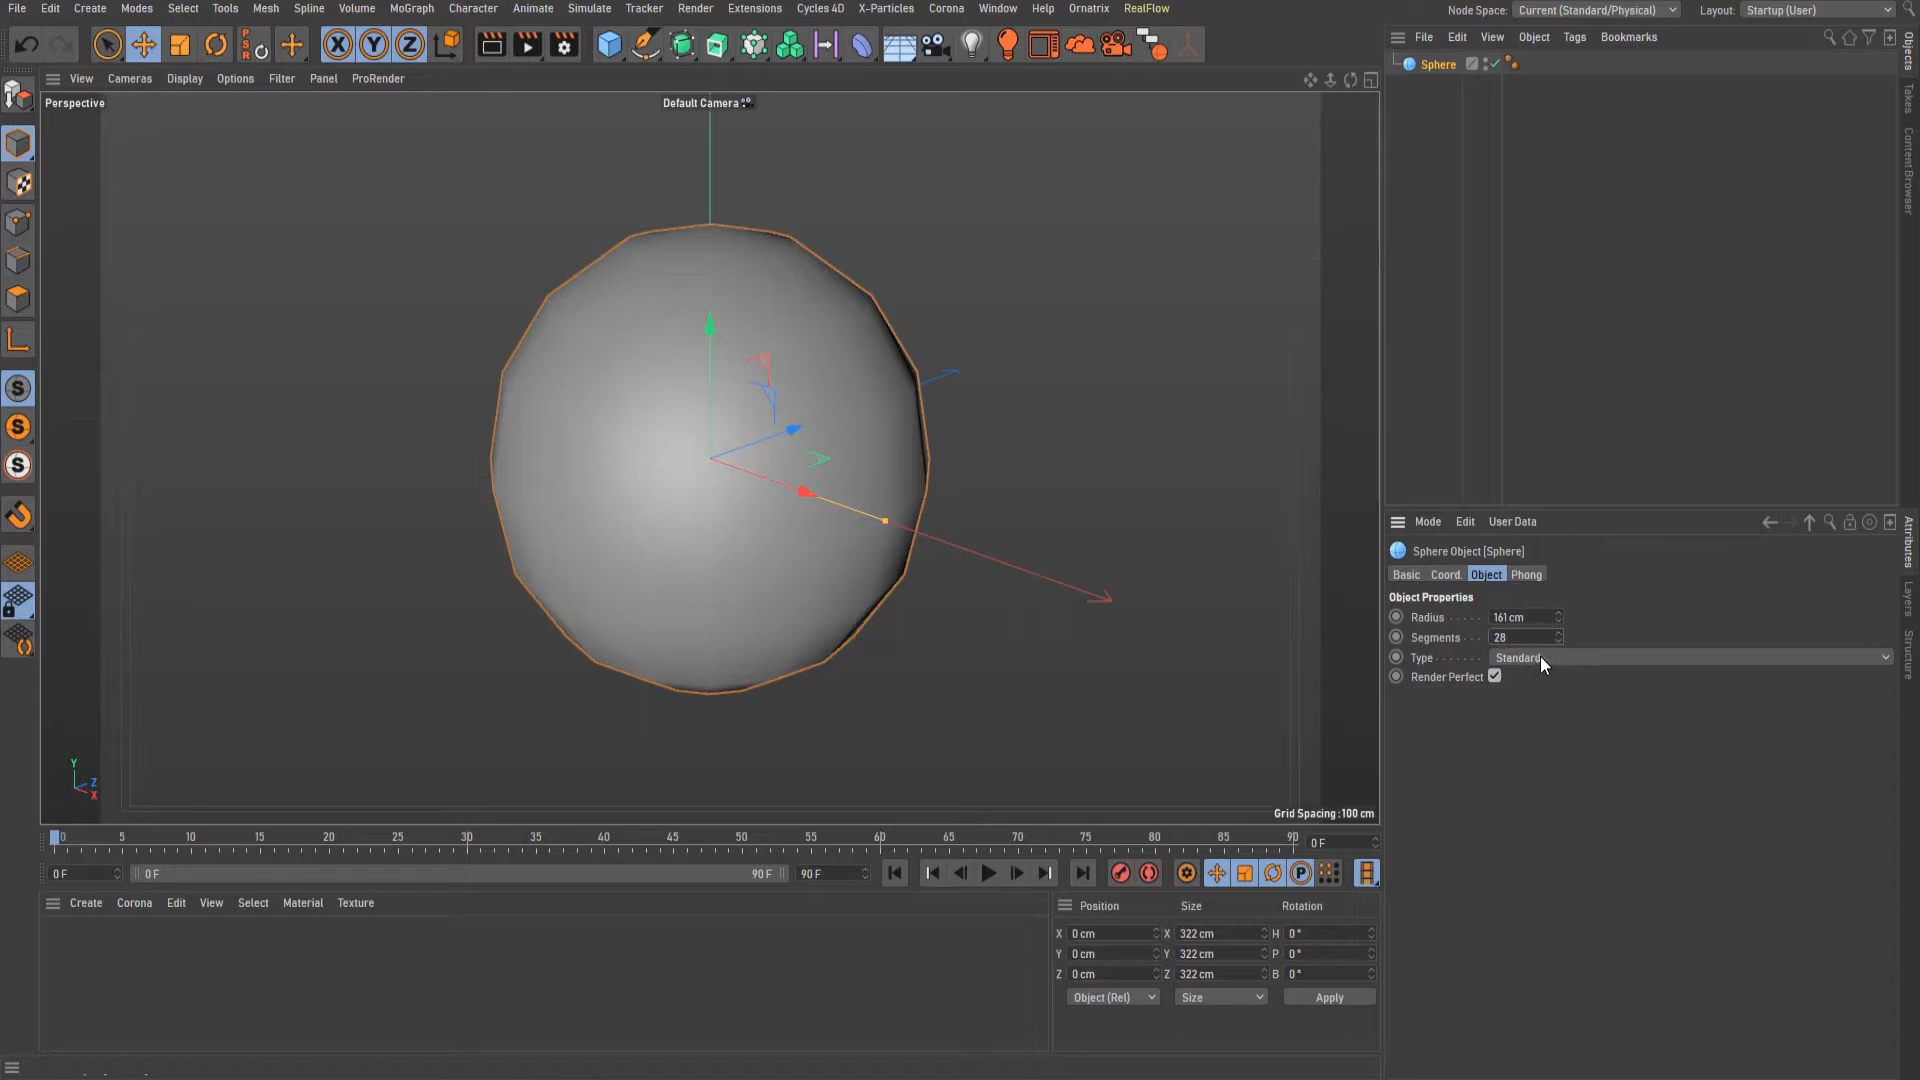 File Edit Create Modes Select Tools Mesh Spline Volume MoGraph Character Animate Simulate Tracker Render Extensions Cycles 4D X-Particles Corona Window Help Ornatrix RealFlow
Node Space: Current (Standard/Physical) Layout: Startup (User)
PSR X Y Z
File Edit View Object Tags Bookmarks
Sphere
View Cameras Display Options Filter Panel ProRender
Perspective
Default Camera
S
S
S
Y
Z
X
Grid Spacing : 100 cm
Objects
Takes
Content Browser
Mode Edit User Data
Sphere Object [Sphere]
Basic Coord. Object Phong
Object Properties
Radius . . . . . 161 cm
Segments . . . 28
Type . . . . . . . Standard
Render Perfect
Attributes
Layers
Structure
0 5 10 15 20 25 30 35 40 45 50 55 60 65 70 75 80 85 90 0 F
0 F 0 F 90 F 90 F P
Create Corona Edit View Select Material Texture
Position Size Rotation
X 0 cm X 322 cm H 0 °
Y 0 cm Y 322 cm P 0 °
Z 0 cm Z 322 cm B 0 °
Object (Rel) Size Apply